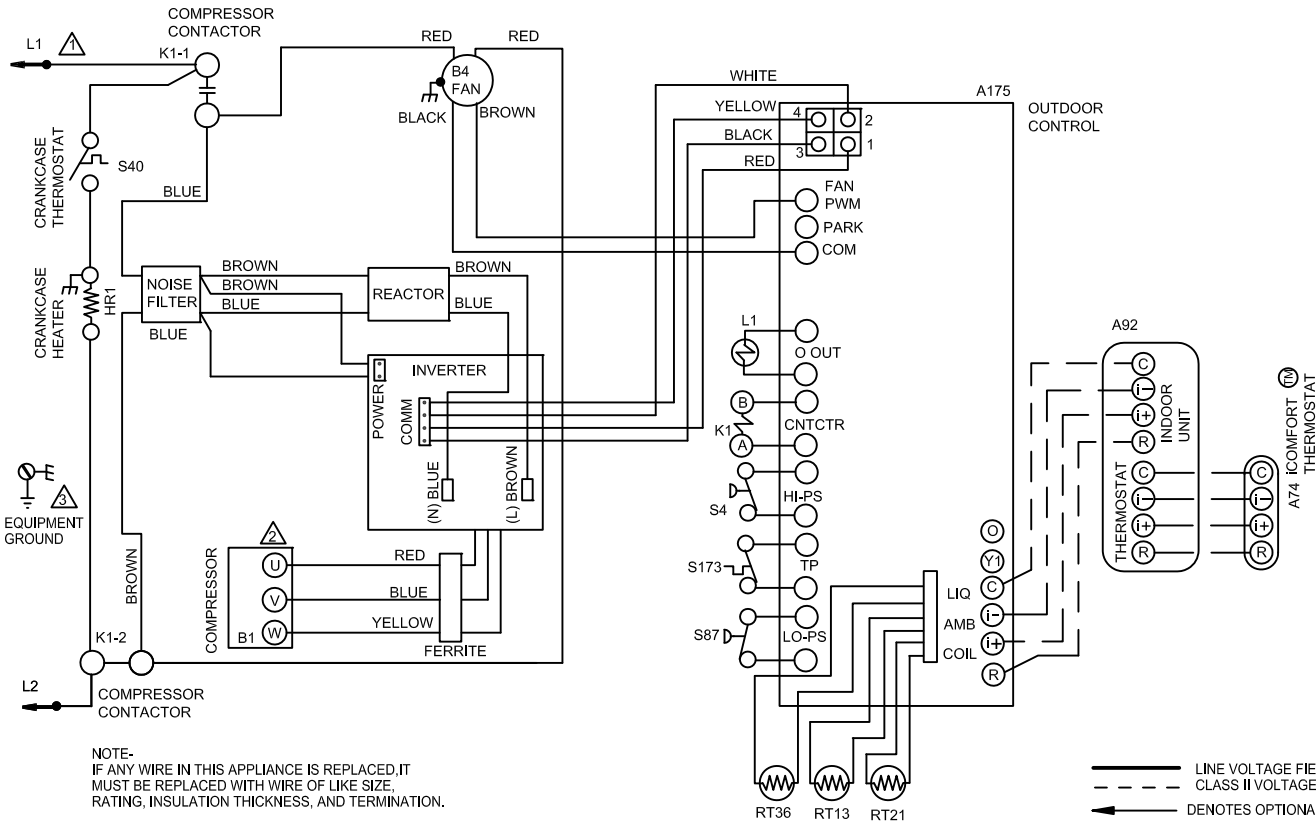 COMPRESSOR
CONTACTOR
L1
1
K1-1
RED
RED
B4
FAN
BLACK
BROWN
WHITE
YELLOW
BLACK
RED
4
2
3
1
A175
OUTDOOR
CONTROL
CRANKCASE
THERMOSTAT
S40
BLUE
FAN
PWM
PARK
COM
CRANKCASE
HEATER
HR1
NOISE
FILTER
BROWN
BROWN
BLUE
BLUE
REACTOR
BROWN
BLUE
INVERTER
POWER
COMM
(N) BLUE
(L) BROWN
L1
O OUT
B
K1
A
CNTCTR
S4
HI-PS
S173
TP
S87
LO-PS
LIQ
AMB
COIL
O
Y1
C
i-
i+
R
A92
C
i-
i+
R
INDOOR
UNIT
THERMOSTAT
C
i-
i+
R
C
i-
i+
R
A74 iCOMFORT TM
THERMOSTAT
3
EQUIPMENT
GROUND
BROWN
COMPRESSOR
2
U
V
B1 W
RED
BLUE
YELLOW
FERRITE
K1-2
L2
COMPRESSOR
CONTACTOR
NOTE-
IF ANY WIRE IN THIS APPLIANCE IS REPLACED,IT
MUST BE REPLACED WITH WIRE OF LIKE SIZE,
RATING, INSULATION THICKNESS, AND TERMINATION.
RT36
RT13
RT21
LINE VOLTAGE FIE
CLASS II VOLTAGE
DENOTES OPTIONA